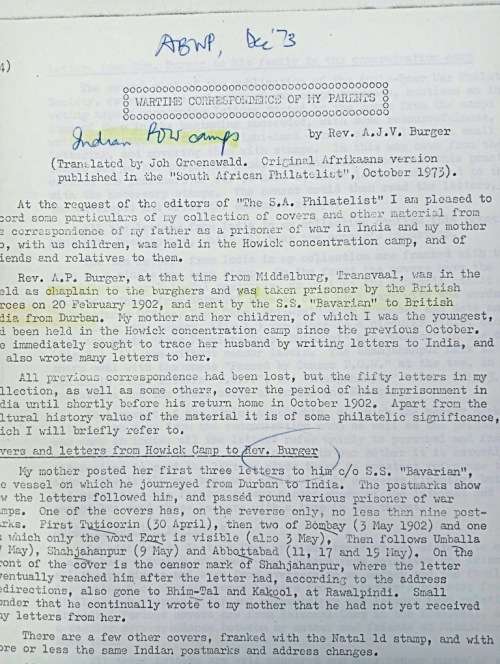 ABWP, Dec '73
4)
WARTIME CORRESPONDENCE OF MY PARENTS
Indian POW camps
by Rev. A.J.V. Burger
(Translated by Joh Groenewald. Original Afrikaans version
published in the "South African Philatelist", October 1973).
At the request of the editors of "The S.A. Philatelist" I am pleased to
cord some particulars of my collection of covers and other material from
e correspondence of my father as a prisoner of war in India and my mother
o, with us children, was held in the Howick concentration camp, and of
iends and relatives to them.
Rev. A.P. Burger, at that time from Middelburg, Transvaal, was in the
eld as chaplain to the burghers and was taken prisoner by the British
rces on 20 February 1902, and sent by the S.S. "Bavarian" to British
dia from Durban. My mother and her children, of which I was the youngest,
d been held in the Howick concentration camp since the previous October.
e immediately sought to trace her husband by writing letters to India, and
also wrote many letters to her.
All previous correspondence had been lost, but the fifty letters in my
llection, as well as some others, cover the period of his imprisonment in
dia until shortly before his return home in October 1902. Apart from the
ltural history value of the material it is of some philatelic significance,
ich I will briefly refer to.
vers and letters from Howick Camp to Rev. Burger
My mother posted her first three letters to him c/o S.S. "Bavarian",
e vessel on which he journeyed from Durban to India. The postmarks show
w the letters followed him, and passed round various prisoner of war
mps. One of the covers has, on the reverse only, no less than nine post-
rks. First Tuticorin (30 April), then two of Bombay (3 May 1902) and one
which only the word Fort is visible (also 3 May). Then follows Umballa
May), Shahjahanpur (9 May) and Abbottabad (11, 17 and 19 May). On the
ont of the cover is the censor mark of Shahjahanpur, where the letter
entually reached him after the letter had, according to the address
directions, also gone to Bhim-Tal and Kakool, at Rawalpindi. Small
nder that he continually wrote to my mother that he had not yet received
y letters from her.
There are a few other covers, franked with the Natal 1d stamp, and with
ore or less the same Indian postmarks and address changes.